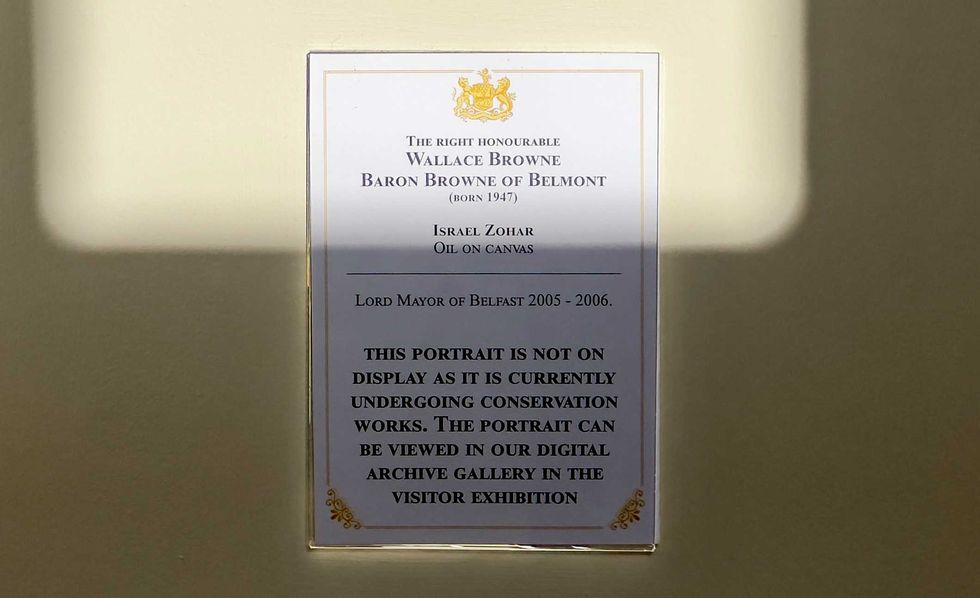 The right honourable
Wallace Browne
Baron Browne of Belmont
(born 1947)
Israel Zohar
Oil on canvas
Lord Mayor of Belfast 2005 - 2006.
THIS PORTRAIT IS NOT ON
DISPLAY AS IT IS CURRENTLY
UNDERGOING CONSERVATION
WORKS. THE PORTRAIT CAN
BE VIEWED IN OUR DIGITAL
ARCHIVE GALLERY IN THE
VISITOR EXHIBITION